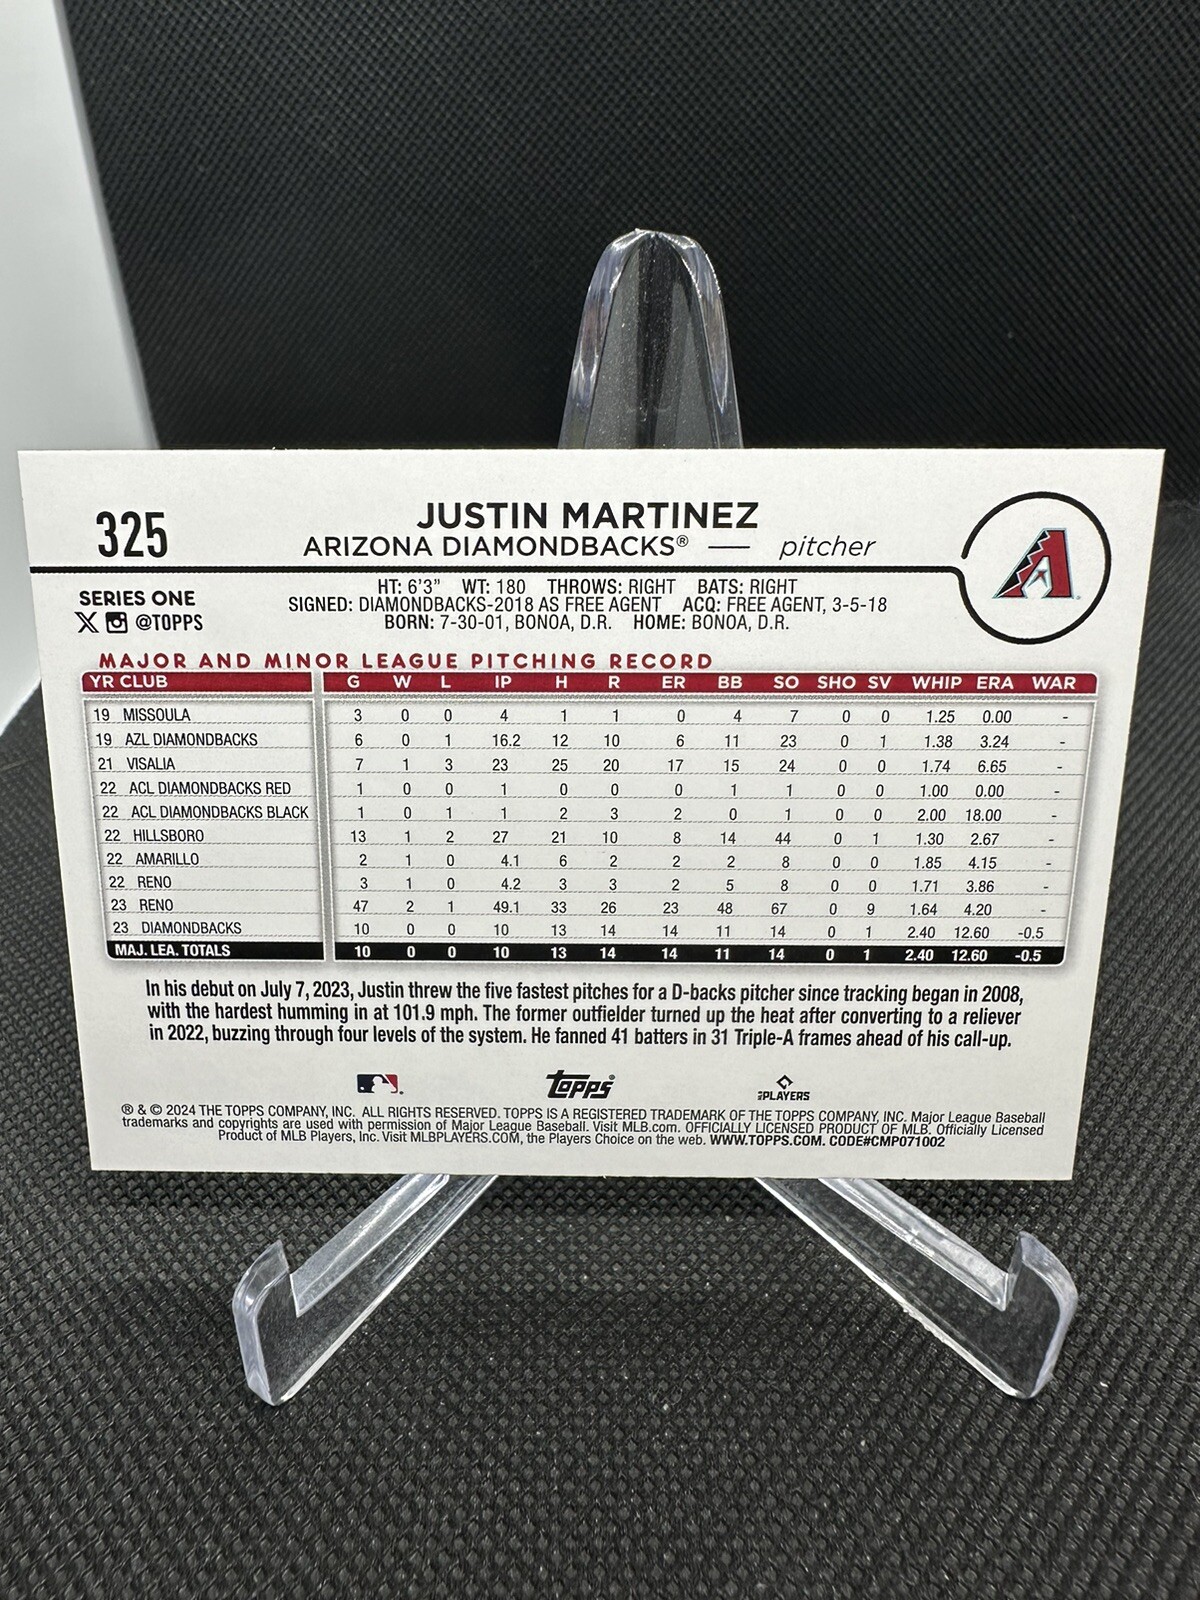 325
JUSTIN MARTINEZ
ARIZONA DIAMONDBACKS® — pitcher
SERIES ONE
@TOPPS
HT: 6'3" WT: 180 THROWS: RIGHT BATS: RIGHT
SIGNED: DIAMONDBACKS-2018 AS FREE AGENT ACQ: FREE AGENT, 3-5-18
BORN: 7-30-01, BONOA, D.R. HOME: BONOA, D.R.
MAJOR AND MINOR LEAGUE PITCHING RECORD
YR CLUB G W L IP H R ER BB SO SHO SV WHIP ERA WAR
19 MISSOULA 3 0 0 4 1 1 0 4 7 0 0 1.25 0.00 -
19 AZL DIAMONDBACKS 6 0 1 16.2 12 10 6 11 23 0 1 1.38 3.24 -
21 VISALIA 7 1 3 23 25 20 17 15 24 0 0 1.74 6.65 -
22 ACL DIAMONDBACKS RED 1 0 0 1 0 0 0 1 1 0 0 1.00 0.00 -
22 ACL DIAMONDBACKS BLACK 1 0 1 1 2 3 2 0 1 0 0 2.00 18.00 -
22 HILLSBORO 13 1 2 27 21 10 8 14 44 0 1 1.30 2.67 -
22 AMARILLO 2 1 0 4.1 6 2 2 2 8 0 0 1.85 4.15 -
22 RENO 3 1 0 4.2 3 3 2 5 8 0 0 1.71 3.86 -
23 RENO 47 2 1 49.1 33 26 23 48 67 0 9 1.64 4.20 -
23 DIAMONDBACKS 10 0 0 10 13 14 14 11 14 0 1 2.40 12.60 -0.5
MAJ. LEA. TOTALS 10 0 0 10 13 14 14 11 14 0 1 2.40 12.60 -0.5
In his debut on July 7, 2023, Justin threw the five fastest pitches for a D-backs pitcher since tracking began in 2008,
with the hardest humming in at 101.9 mph. The former outfielder turned up the heat after converting to a reliever
in 2022, buzzing through four levels of the system. He fanned 41 batters in 31 Triple-A frames ahead of his call-up.
Topps®
PLAYERS
® & © 2024 THE TOPPS COMPANY, INC. ALL RIGHTS RESERVED. TOPPS IS A REGISTERED TRADEMARK OF THE TOPPS COMPANY, INC. Major League Baseball
trademarks and copyrights are used with permission of Major League Baseball. Visit MLB.com. OFFICIALLY LICENSED PRODUCT OF MLB. Officially Licensed
Product of MLB Players, Inc. Visit MLBPLAYERS.COM, the Players Choice on the web. WWW.TOPPS.COM. CODE#CMP071002